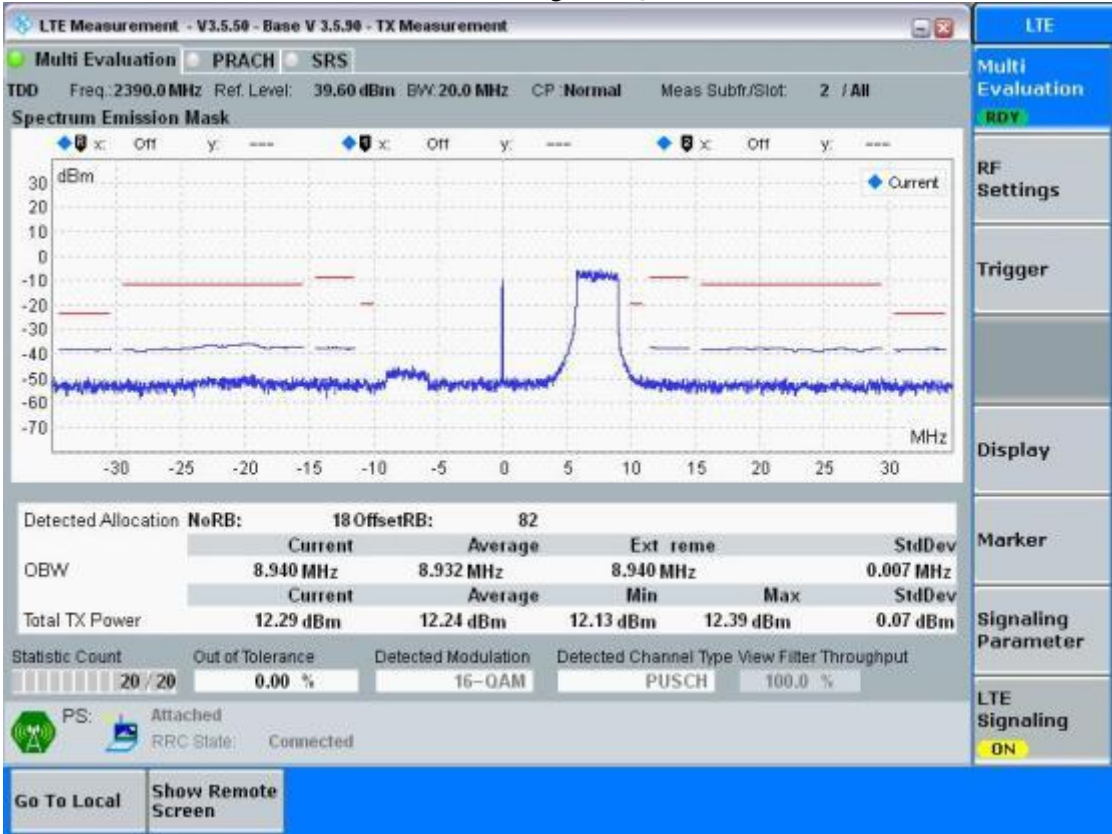 LTE Measurement - V3.5.50 - Base V 3.5.90 - TX Measurement
LTE
Multi Evaluation PRACH SRS
Multi
Evaluation
RDY
TDD Freq.:2390.0 MHz Ref. Level: 39.60 dBm BW:20.0 MHz CP :Normal Meas Subfr./Slot: 2 / All
Spectrum Emission Mask
x: Off y: --- x: Off y: --- x: Off y: ---
dBm
Current
30
20
10
0
-10
-20
-30
-40
-50
-60
-70
MHz
-30 -25 -20 -15 -10 -5 0 5 10 15 20 25 30
RF
Settings
Trigger
Display
Marker
Signaling
Parameter
LTE
Signaling
ON
Detected Allocation NoRB: 18 OffsetRB: 82
Current Average Ext reme StdDev
OBW 8.940 MHz 8.932 MHz 8.940 MHz 0.007 MHz
Current Average Min Max StdDev
Total TX Power 12.29 dBm 12.24 dBm 12.13 dBm 12.39 dBm 0.07 dBm
Statistic Count Out of Tolerance Detected Modulation Detected Channel Type View Filter Throughput
20 / 20 0.00 % 16-QAM PUSCH 100.0 %
PS: Attached
RRC State: Connected
Go To Local
Show Remote
Screen